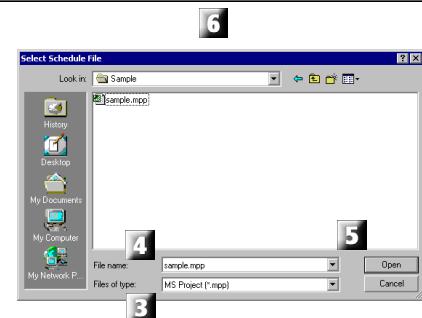 6
Select Schedule File
Look in: Sample
sample.mpp
History
Desktop
My Documents
My Computer
My Network P...
4
5
File name: sample.mpp Open
Files of type: MS Project (*.mpp) Cancel
3